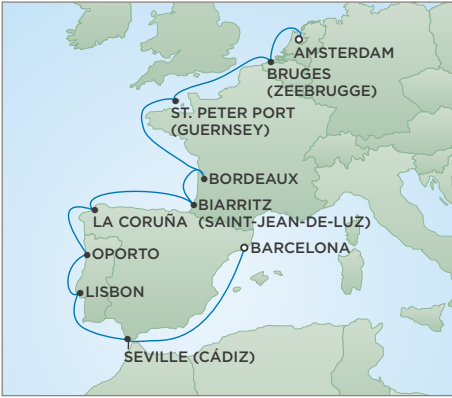 AMSTERDAM
BRUGES
(ZEEBRUGGE)
ST. PETER PORT
(GUERNSEY)
BORDEAUX
BIARRITZ
(SAINT-JEAN-DE-LUZ)
LA CORUÑA
BARCELONA
OPORTO
LISBON
SEVILLE (CÁDIZ)